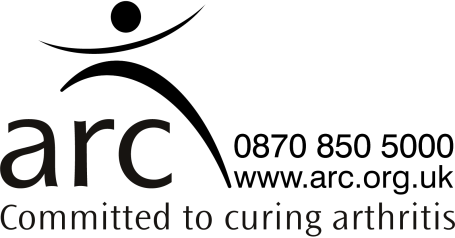 arc
0870 850 5000
www.arc.org.uk
Committed to curing arthritis